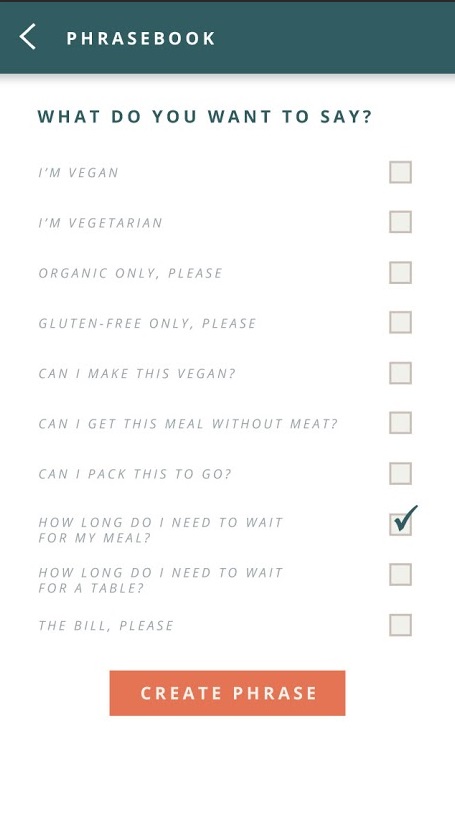 PHRASEBOOK
WHAT DO YOU WANT TO SAY?
I'M VEGAN
I'M VEGETARIAN
ORGANIC ONLY, PLEASE
GLUTEN-FREE ONLY, PLEASE
CAN I MAKE THIS VEGAN?
CAN I GET THIS MEAL WITHOUT MEAT?
CAN I PACK THIS TO GO?
HOW LONG DO I NEED TO WAIT
FOR MY MEAL?
HOW LONG DO I NEED TO WAIT
FOR A TABLE?
THE BILL, PLEASE
CREATE PHRASE